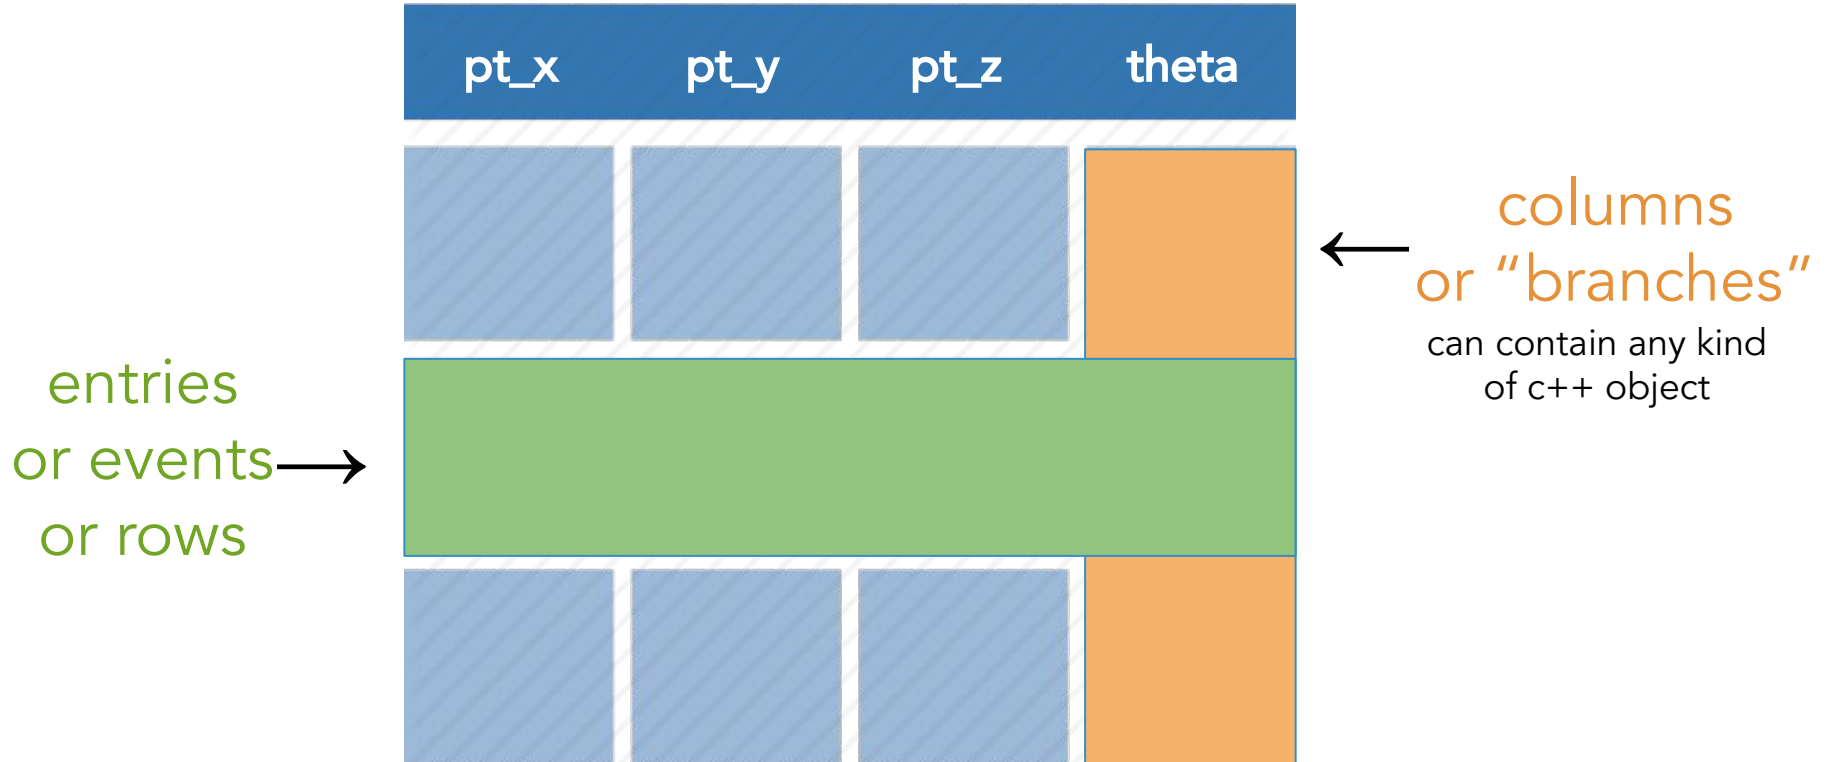 pt_x pt_y pt_z theta
columns
or “branches”
can contain any kind
of c++ object
entries
or events
or rows